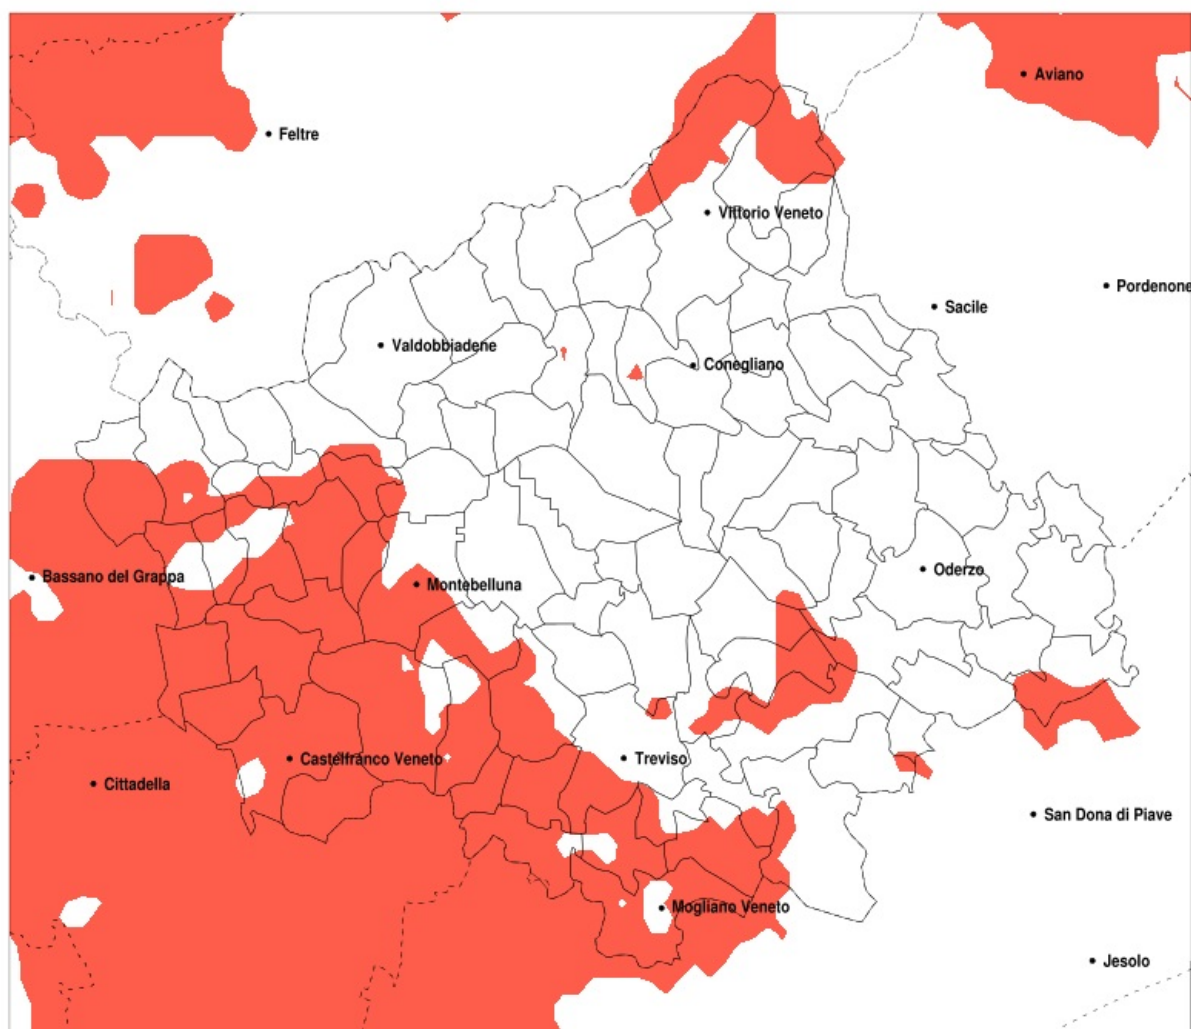 Aviano
Feltre
Vittorio Veneto
Pordenone
Sacile
Valdobbiadene
Conegliano
Oderzo
Bassano del Grappa
Montebelluna
Castelfranco Veneto
Treviso
Cittadella
San Dona di Piave
Mogliano Veneto
Jesolo